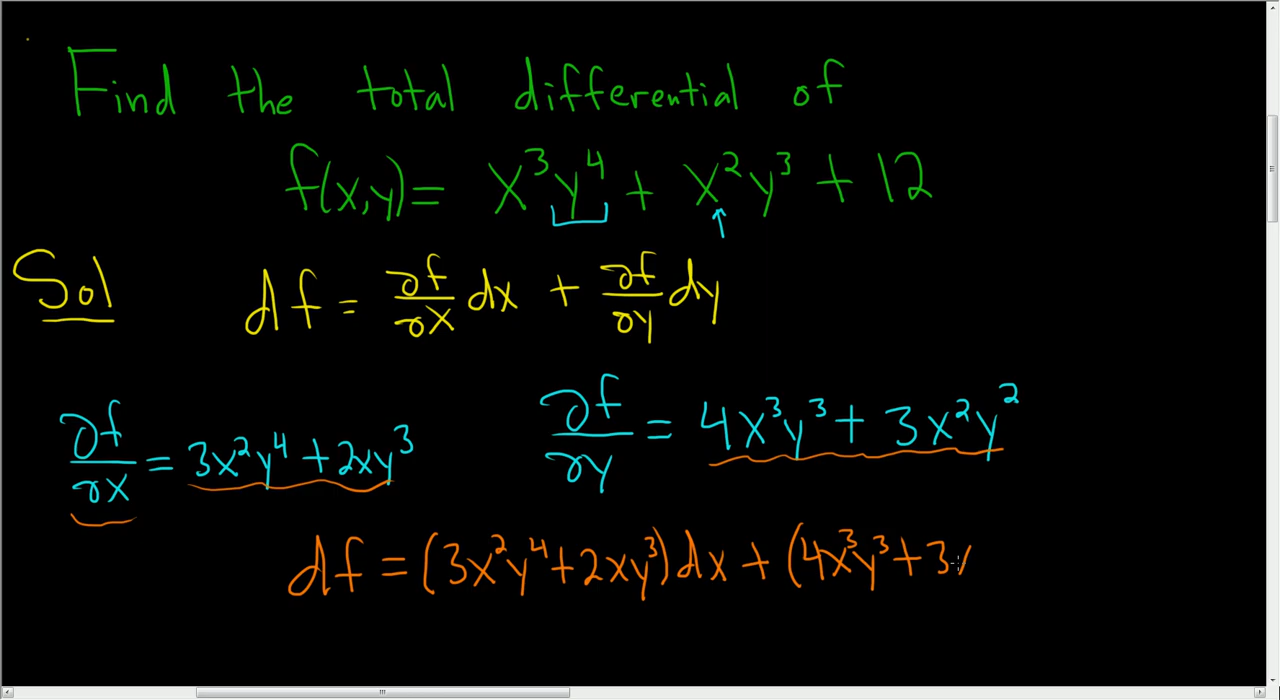 Find the total differential of
f(x,y) = x³y⁴ + x²y³ + 12
Sol
df = ∂f/∂x dx + ∂f/∂y dy
∂f/∂x = 3x²y⁴ + 2xy³
∂f/∂y = 4x³y³ + 3x²y²
df = (3x²y⁴ + 2xy³) dx + (4x³y³ + 3